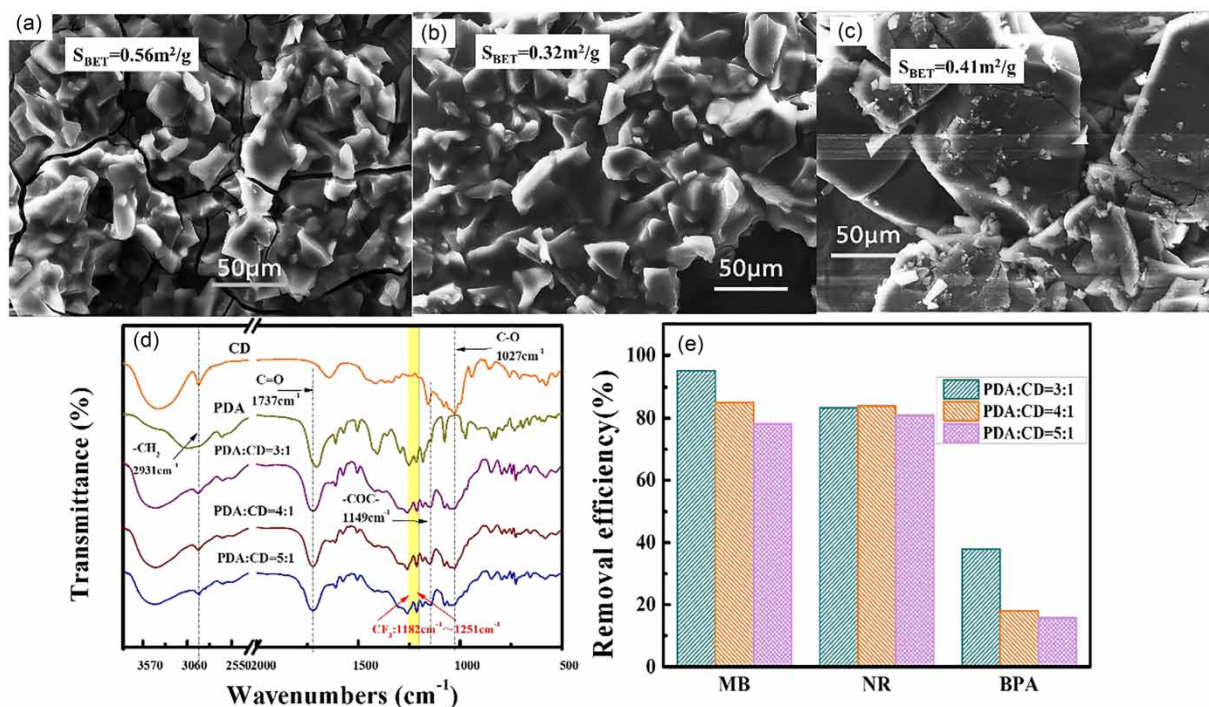 (a)
S_BET=0.56m²/g
50μm
(b)
S_BET=0.32m²/g
50μm
(c)
S_BET=0.41m²/g
50μm
(d)
CD
C-O
1027cm⁻¹
C=O
1737cm⁻¹
PDA
-CH₂
2931cm⁻¹
PDA:CD=3:1
-COC-
1149cm⁻¹
PDA:CD=4:1
PDA:CD=5:1
CF₃:1182cm⁻¹～1251cm⁻¹
Transmittance (%)
3570 3060 2550 2000 1500 1000 500
Wavenumbers (cm⁻¹)
(e)
PDA:CD=3:1
PDA:CD=4:1
PDA:CD=5:1
Removal efficiency(%)
100
80
60
40
20
0
MB NR BPA